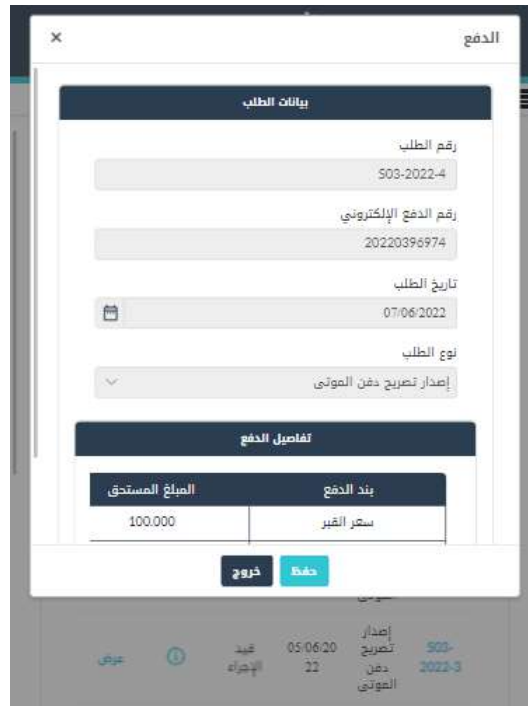 الدفع
×
بيانات الطلب
رقم الطلب
S03-2022-4
رقم الدفع الإلكتروني
20220396974
تاريخ الطلب
07/06/2022
نوع الطلب
إصدار تصريح دفن الموتى
تفاصيل الدفع
بند الدفع المبلغ المستحق
سعر القبر 100.000
حفظ خروج
S03-2022-3 إصدار تصريح دفن الموتى 05/06/2022 قيد الإجراء عرض